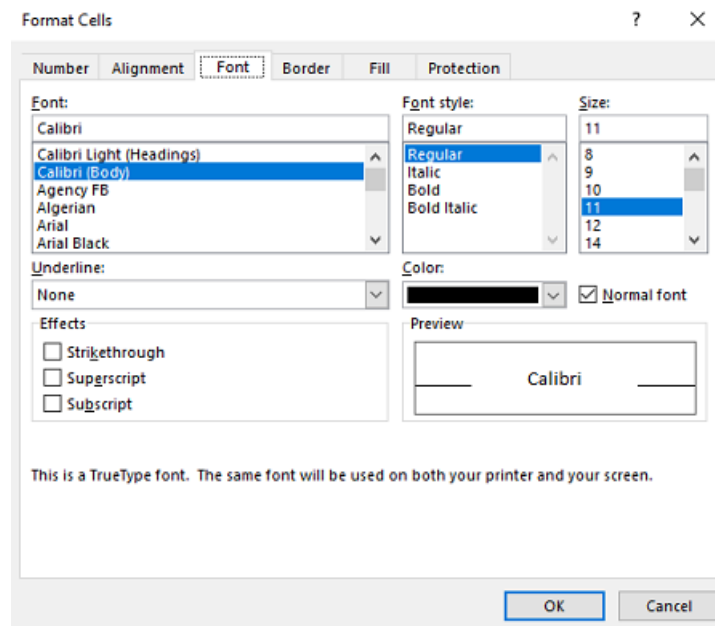 Format Cells ? ×
Number Alignment Font Border Fill Protection
Font: Font style: Size:
Calibri Regular 11
Calibri Light (Headings) Regular 8
Calibri (Body) Italic 9
Agency FB Bold 10
Algerian Bold Italic 11
Arial 12
Arial Black 14
Underline: Color:
None Normal font
Effects Preview
Strikethrough
Superscript Calibri
Subscript
This is a TrueType font. The same font will be used on both your printer and your screen.
OK Cancel